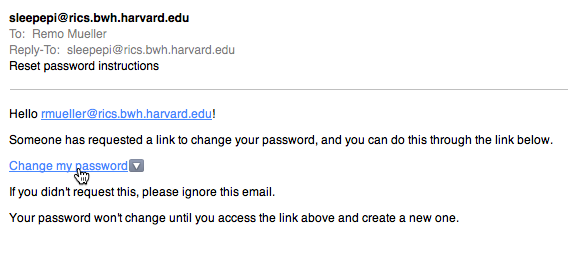 sleepepi@rics.bwh.harvard.edu
To: Remo Mueller
Reply-To: sleepepi@rics.bwh.harvard.edu
Reset password instructions
Hello rmueller@rics.bwh.harvard.edu!
Someone has requested a link to change your password, and you can do this through the link below.
Change my password
If you didn't request this, please ignore this email.
Your password won't change until you access the link above and create a new one.